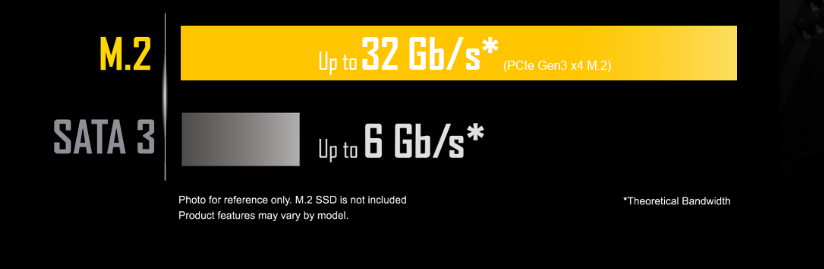 M.2
Up to 32 Gb/s* (PCIe Gen3 x4 M.2)
SATA 3
Up to 6 Gb/s*
Photo for reference only. M.2 SSD is not included
Product features may vary by model.
*Theoretical Bandwidth